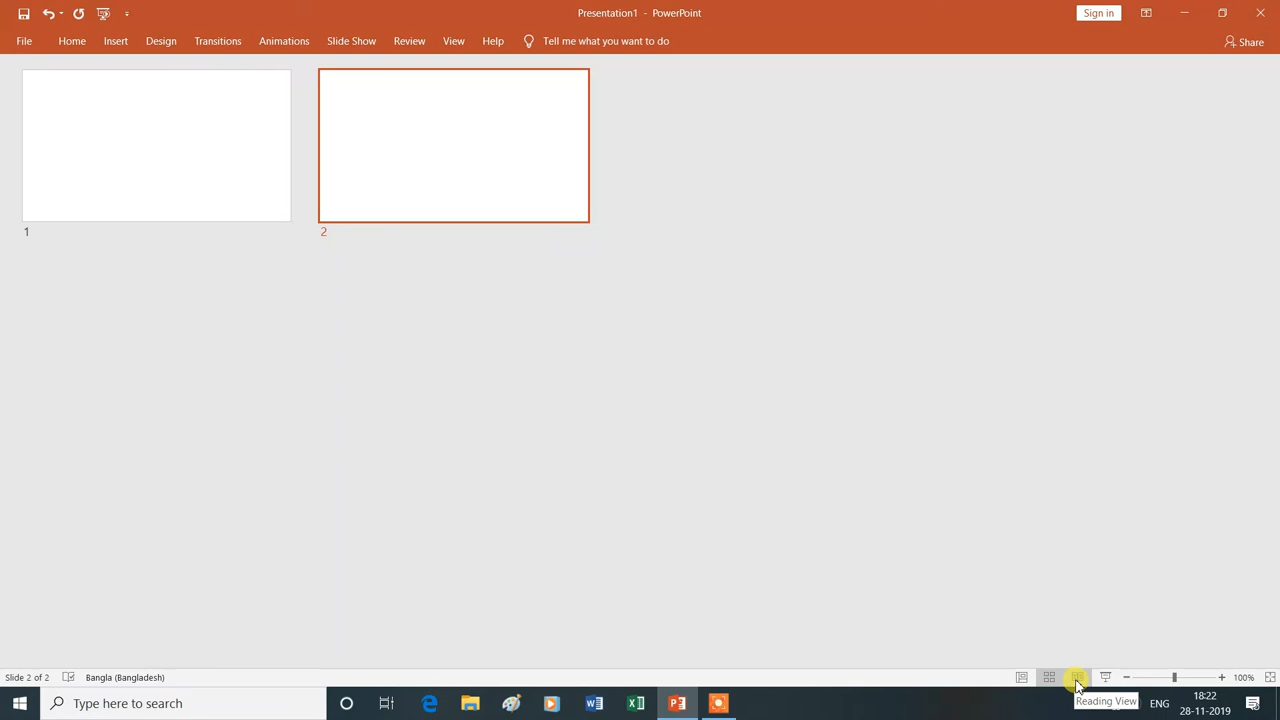 Presentation1 - PowerPoint
Sign in
File Home Insert Design Transitions Animations Slide Show Review View Help Tell me what you want to do
Share
1
2
Slide 2 of 2 Bangla (Bangladesh)
100%
Reading View
Type here to search
ENG
18:22
28-11-2019